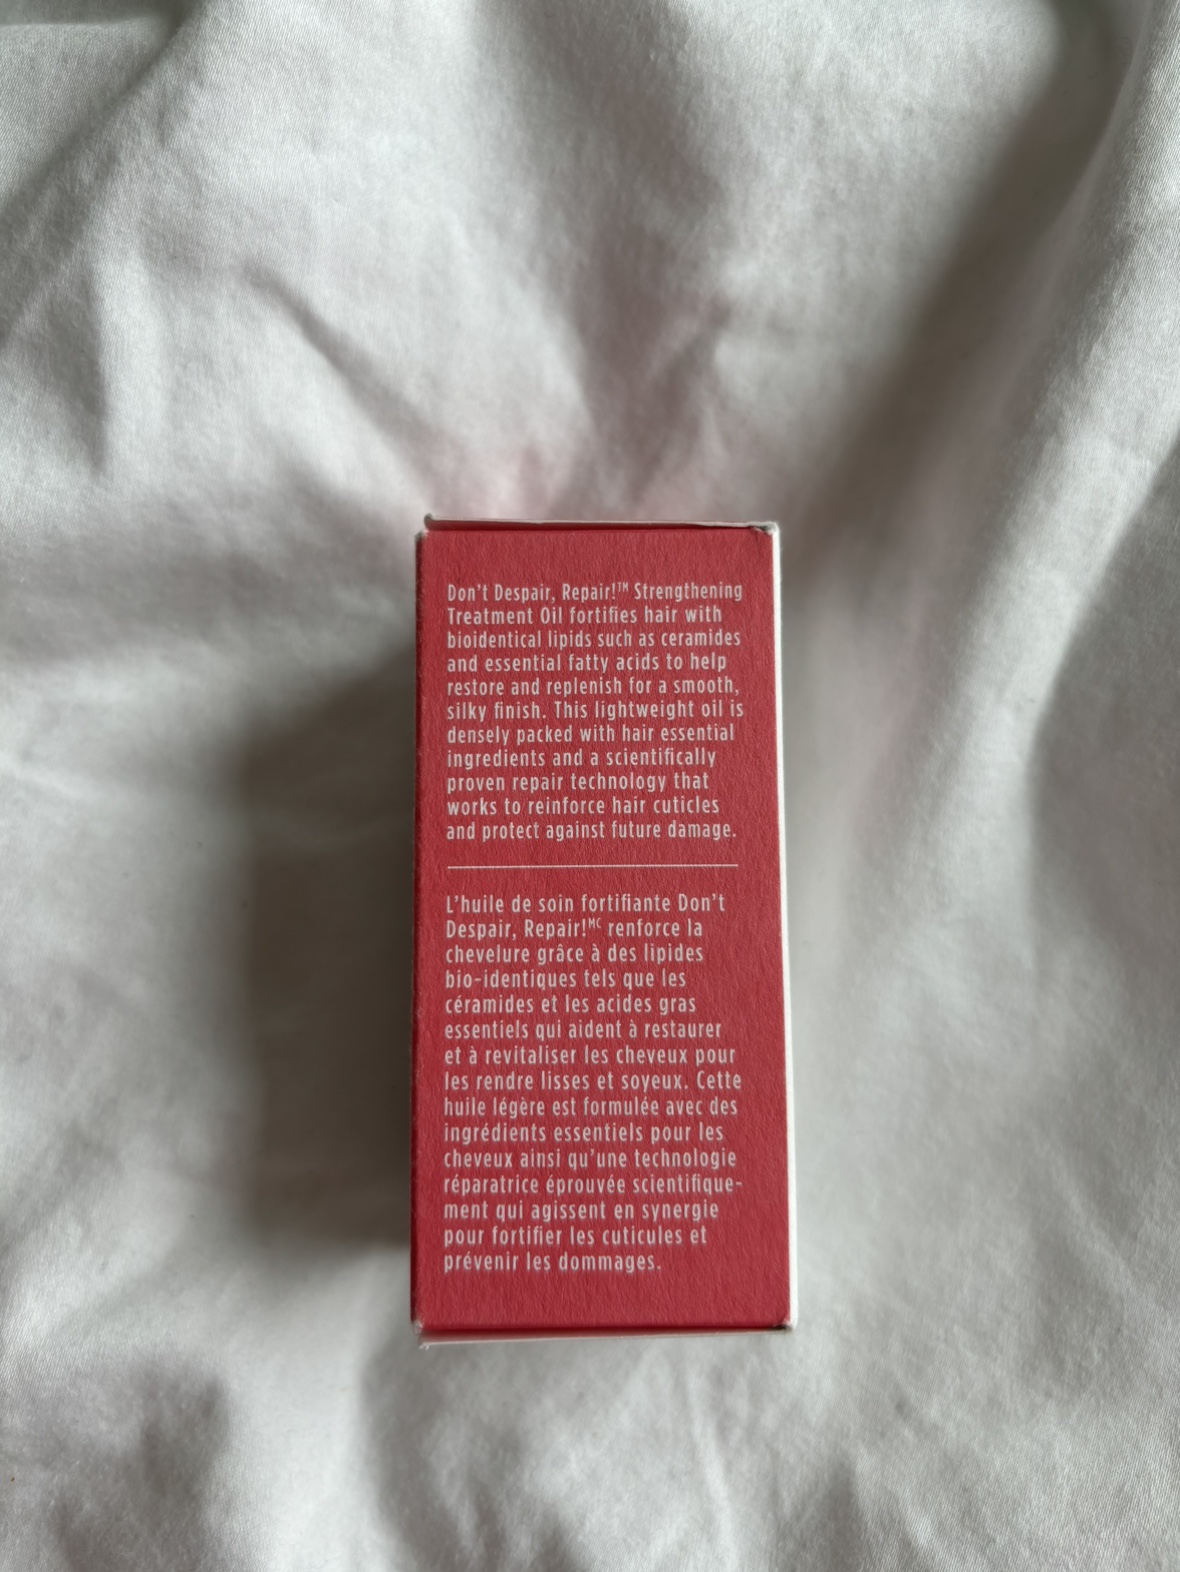 Don't Despair, Repair!™ Strengthening
Treatment Oil fortifies hair with
bioidentical lipids such as ceramides
and essential fatty acids to help
restore and replenish for a smooth,
silky finish. This lightweight oil is
densely packed with hair essential
ingredients and a scientifically
proven repair technology that
works to reinforce hair cuticles
and protect against future damage.
L'huile de soin fortifiante Don't
Despair, Repair!ᴹᶜ renforce la
chevelure grâce à des lipides
bio-identiques tels que les
céramides et les acides gras
essentiels qui aident à restaurer
et à revitaliser les cheveux pour
les rendre lisses et soyeux. Cette
huile légère est formulée avec des
ingrédients essentiels pour les
cheveux ainsi qu'une technologie
réparatrice éprouvée scientifique-
ment qui agissent en synergie
pour fortifier les cuticules et
prévenir les dommages.